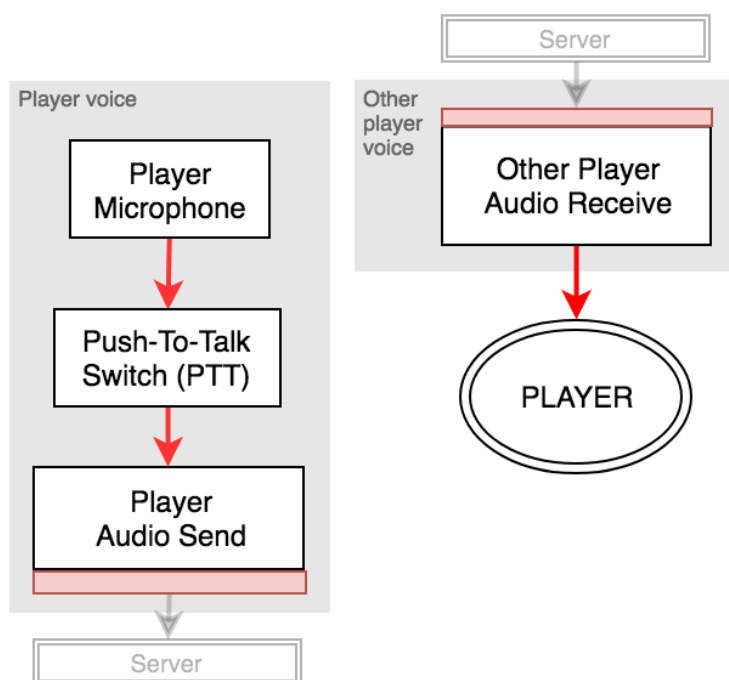 Player voice
Player
Microphone
Push-To-Talk
Switch (PTT)
Player
Audio Send
Server
Server
Other
player
voice
Other Player
Audio Receive
PLAYER